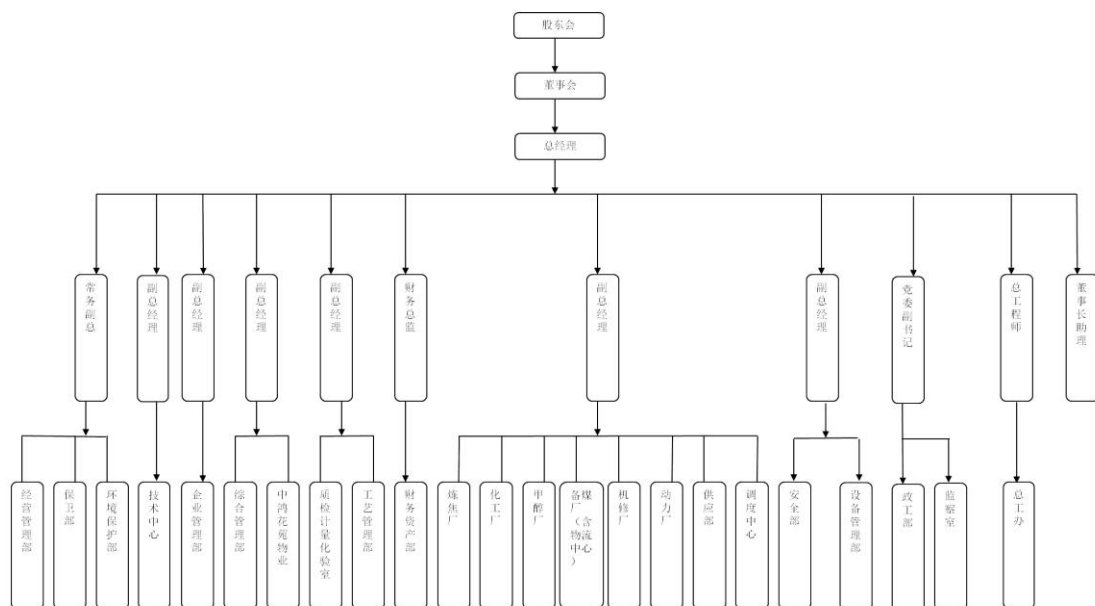 股东会
董事会
总经理
常务副总
副总经理
副总经理
副总经理
副总经理
财务总监
副总经理
副总经理
党委副书记
总工程师
董事长助理
经营管理部
保卫部
环境保护部
技术中心
企业管理部
综合管理部
中鸿花苑物业
质检计量化验室
工艺管理部
财务资产部
炼焦厂
化工厂
甲醇厂
备煤
厂
（含
物流
中心
）
机修厂
动力厂
供应部
调度中心
安全部
设备管理部
政工部
监察室
总工办